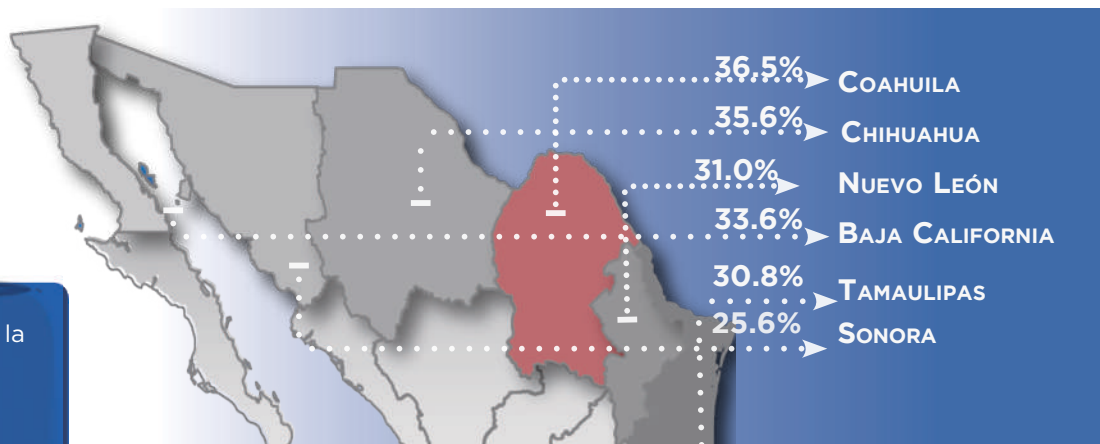 36.5% COAHUILA
35.6% CHIHUAHUA
31.0% NUEVO LEÓN
33.6% BAJA CALIFORNIA
30.8% TAMAULIPAS
25.6% SONORA
la